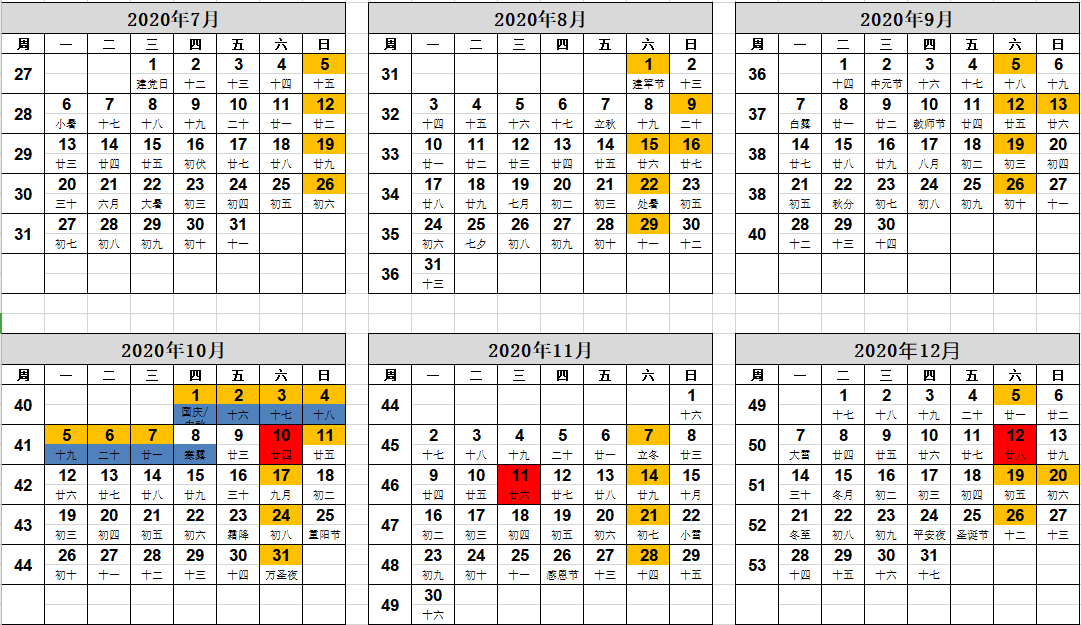 2020年7月
周 一 二 三 四 五 六 日
27 1 2 3 4 5
建党日 十二 十三 十四 十五
28 6 7 8 9 10 11 12
小暑 十七 十八 十九 二十 廿一 廿二
29 13 14 15 16 17 18 19
廿三 廿四 廿五 初伏 廿七 廿八 廿九
30 20 21 22 23 24 25 26
三十 六月 大暑 初三 初四 初五 初六
31 27 28 29 30 31
初七 初八 初九 初十 十一
2020年8月
周 一 二 三 四 五 六 日
31 1 2
建军节 十三
32 3 4 5 6 7 8 9
十四 十五 十六 十七 立秋 十九 二十
33 10 11 12 13 14 15 16
廿一 廿二 廿三 廿四 廿五 廿六 廿七
34 17 18 19 20 21 22 23
廿八 廿九 七月 初二 初三 处暑 初五
35 24 25 26 27 28 29 30
初六 七夕 初八 初九 初十 十一 十二
36 31
十三
2020年9月
周 一 二 三 四 五 六 日
36 1 2 3 4 5 6
十四 中元节 十六 十七 十八 十九
37 7 8 9 10 11 12 13
白露 廿一 廿二 教师节 廿四 廿五 廿六
38 14 15 16 17 18 19 20
廿七 廿八 廿九 八月 初二 初三 初四
38 21 22 23 24 25 26 27
初五 秋分 初七 初八 初九 初十 十一
40 28 29 30
十二 十三 十四
2020年10月
周 一 二 三 四 五 六 日
40 1 2 3 4
国庆/ 十六 十七 十八
41 5 6 7 8 9 10 11
十九 二十 廿一 寒露 廿三 廿四 廿五
42 12 13 14 15 16 17 18
廿六 廿七 廿八 廿九 三十 九月 初二
43 19 20 21 22 23 24 25
初三 初四 初五 初六 霜降 初八 重阳节
44 26 27 28 29 30 31
初十 十一 十二 十三 十四 万圣夜
2020年11月
周 一 二 三 四 五 六 日
44 1
十六
45 2 3 4 5 6 7 8
十七 十八 十九 二十 廿一 立冬 廿三
46 9 10 11 12 13 14 15
廿四 廿五 廿六 廿七 廿八 廿九 十月
47 16 17 18 19 20 21 22
初二 初三 初四 初五 初六 初七 小雪
48 23 24 25 26 27 28 29
初九 初十 十一 感恩节 十三 十四 十五
49 30
十六
2020年12月
周 一 二 三 四 五 六 日
49 1 2 3 4 5 6
十七 十八 十九 二十 廿一 廿二
50 7 8 9 10 11 12 13
大雪 廿四 廿五 廿六 廿七 廿八 廿九
51 14 15 16 17 18 19 20
三十 冬月 初二 初三 初四 初五 初六
52 21 22 23 24 25 26 27
冬至 初八 初九 平安夜 圣诞节 十二 十三
53 28 29 30 31
十四 十五 十六 十七